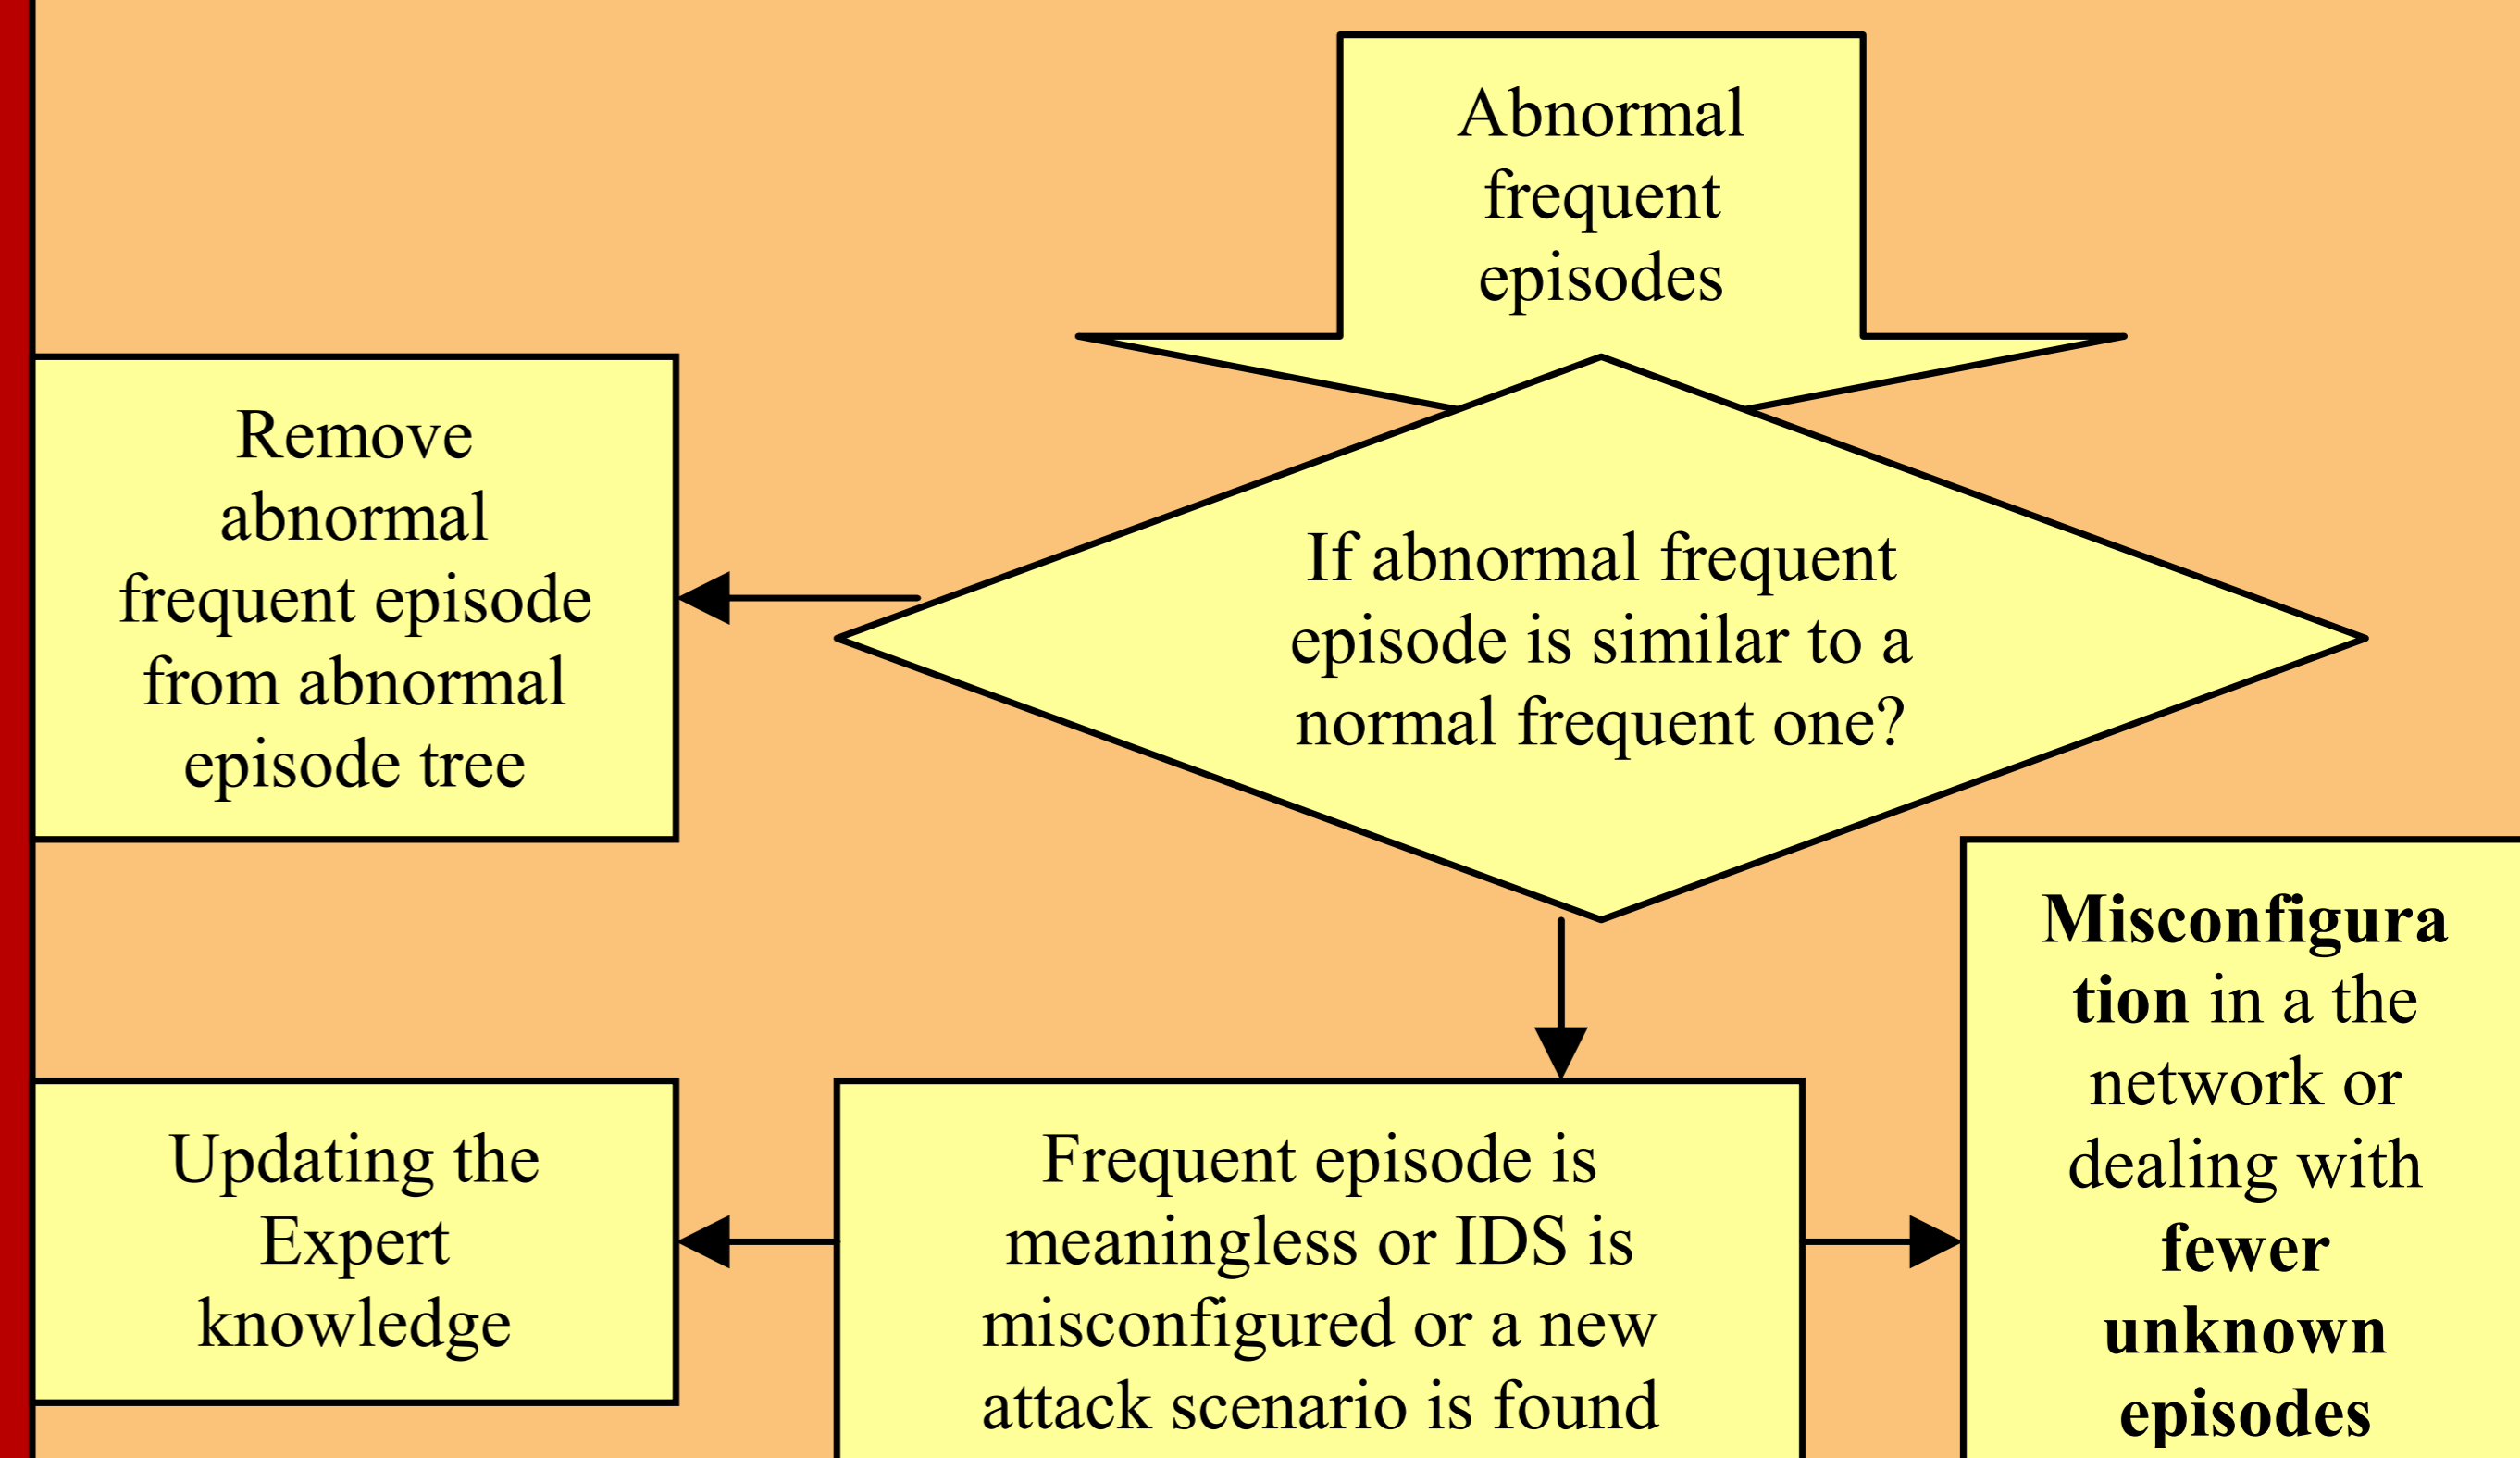 Abnormal
frequent
episodes
Remove
abnormal
frequent episode
from abnormal
episode tree
If abnormal frequent
episode is similar to a
normal frequent one?
Updating the
Expert
knowledge
Frequent episode is
meaningless or IDS is
misconfigured or a new
attack scenario is found
Misconfigura
tion in a the
network or
dealing with
fewer
unknown
episodes